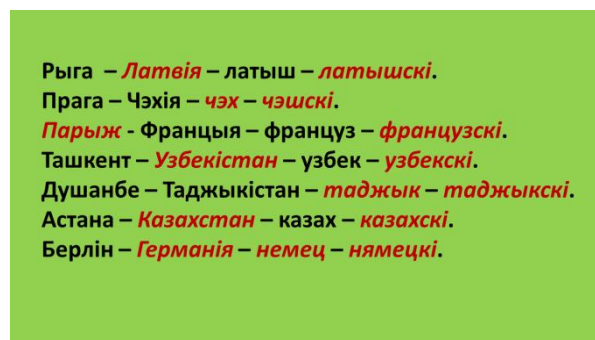 Рыга – Латвія – латыш – латышскі.
Прага – Чэхія – чэх – чэшскі.
Парыж - Францыя – француз – французскі.
Ташкент – Узбекістан – узбек – узбекскі.
Душанбе – Таджыкістан – таджык – таджыкскі.
Астана – Казахстан – казах – казахскі.
Берлін – Германія – немец – нямецкі.